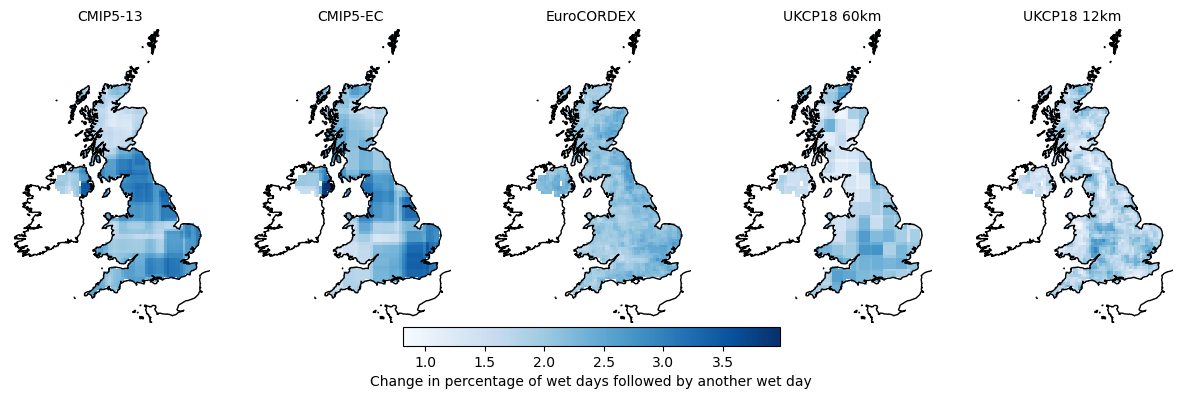 CMIP5-13 CMIP5-EC EuroCORDEX UKCP18 60km UKCP18 12km
1.0 1.5 2.0 2.5 3.0 3.5
Change in percentage of wet days followed by another wet day